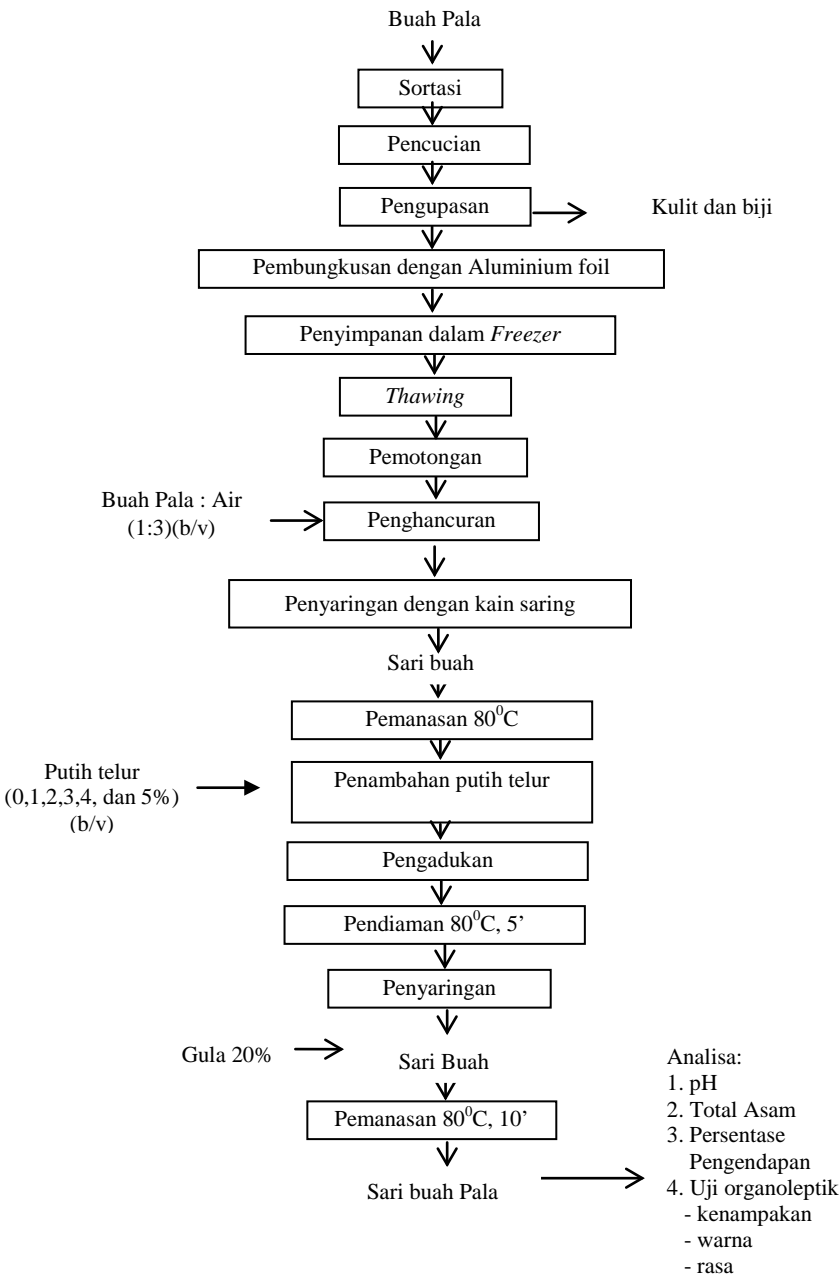 Buah Pala
Sortasi
Pencucian
Pengupasan
Kulit dan biji
Pembungkusan dengan Aluminium foil
Penyimpanan dalam Freezer
Thawing
Pemotongan
Buah Pala : Air
(1:3)(b/v)
Penghancuran
Penyaringan dengan kain saring
Sari buah
Pemanasan 80⁰C
Putih telur
(0,1,2,3,4, dan 5%)
(b/v)
Penambahan putih telur
Pengadukan
Pendiaman 80⁰C, 5’
Penyaringan
Gula 20%
Sari Buah
Pemanasan 80⁰C, 10’
Sari buah Pala
Analisa:
1. pH
2. Total Asam
3. Persentase
Pengendapan
4. Uji organoleptik
- kenampakan
- warna
- rasa